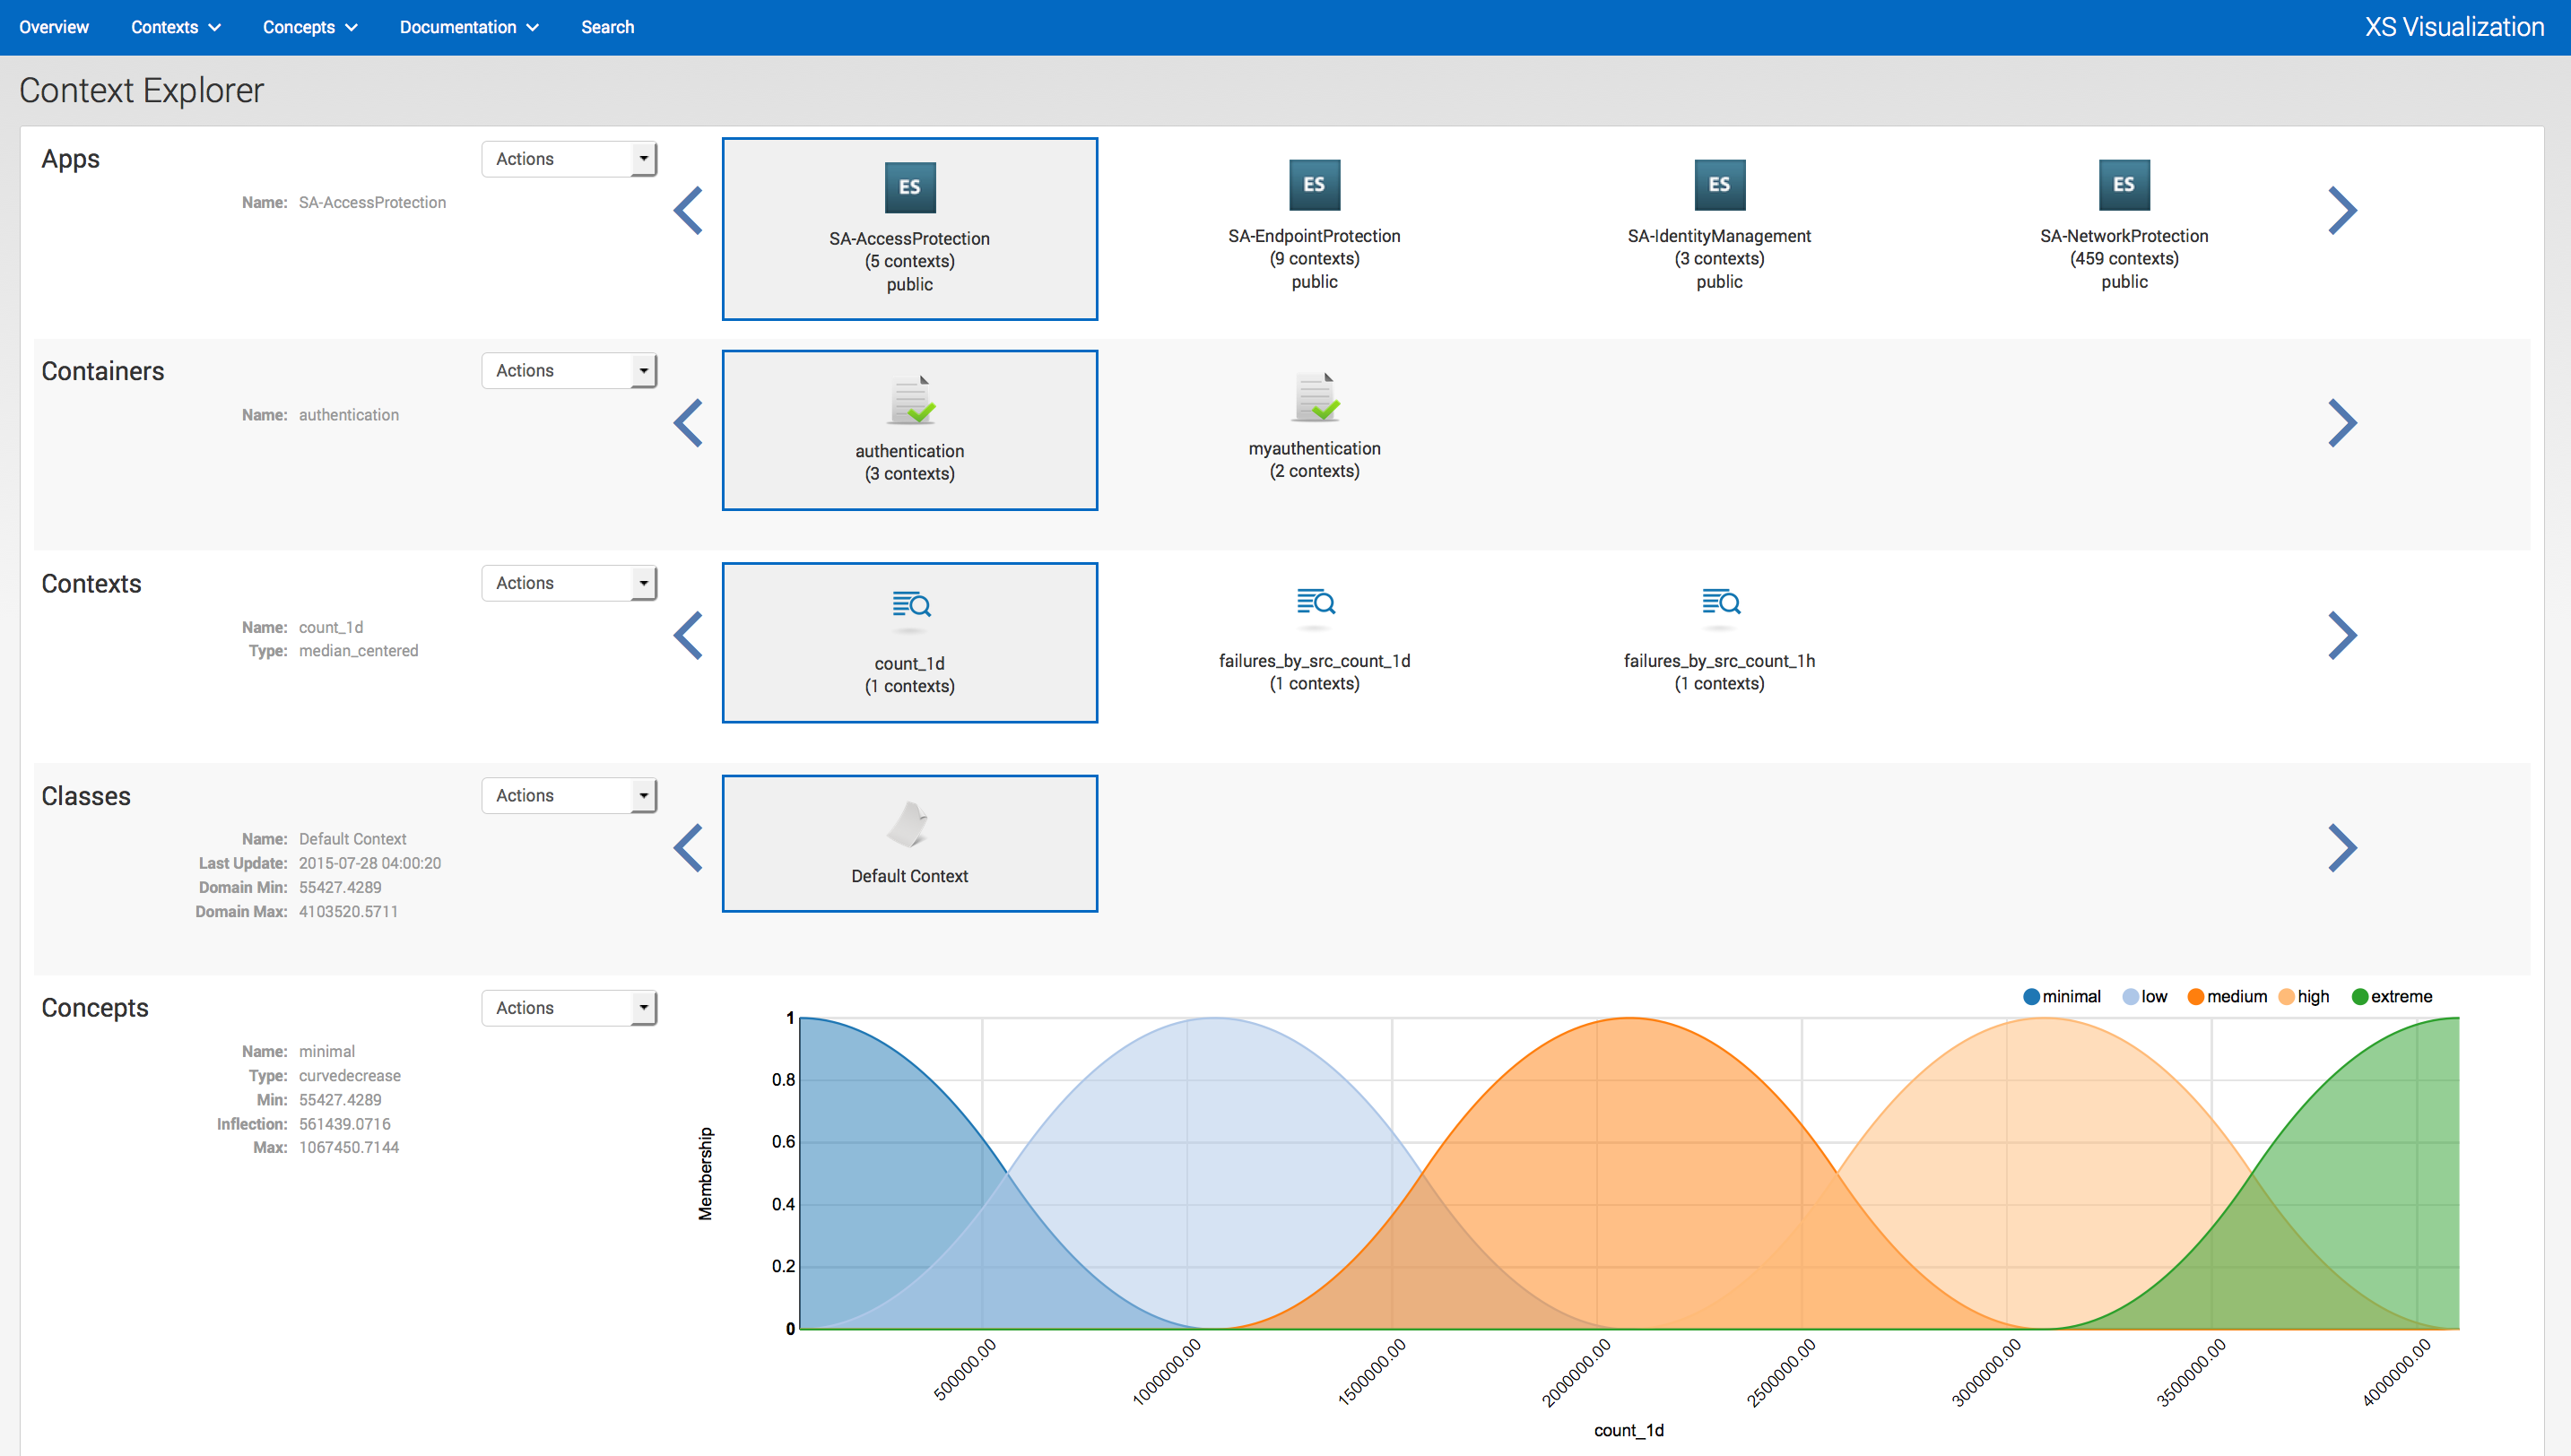 Overview Contexts Concepts Documentation Search XS Visualization
Context Explorer
Apps
Actions
Name: SA-AccessProtection
ES
SA-AccessProtection
(5 contexts)
public
ES
SA-EndpointProtection
(9 contexts)
public
ES
SA-IdentityManagement
(3 contexts)
public
ES
SA-NetworkProtection
(459 contexts)
public
Containers
Actions
Name: authentication
authentication
(3 contexts)
myauthentication
(2 contexts)
Contexts
Actions
Name: count_1d
Type: median_centered
count_1d
(1 contexts)
failures_by_src_count_1d
(1 contexts)
failures_by_src_count_1h
(1 contexts)
Classes
Actions
Name: Default Context
Last Update: 2015-07-28 04:00:20
Domain Min: 55427.4289
Domain Max: 4103520.5711
Default Context
Concepts
Actions
Name: minimal
Type: curvedecrease
Min: 55427.4289
Inflection: 561439.0716
Max: 1067450.7144
minimal low medium high extreme
1
0.8
0.6
0.4
0.2
0
Membership
500000.00 1000000.00 1500000.00 2000000.00 2500000.00 3000000.00 3500000.00 4000000.00
count_1d